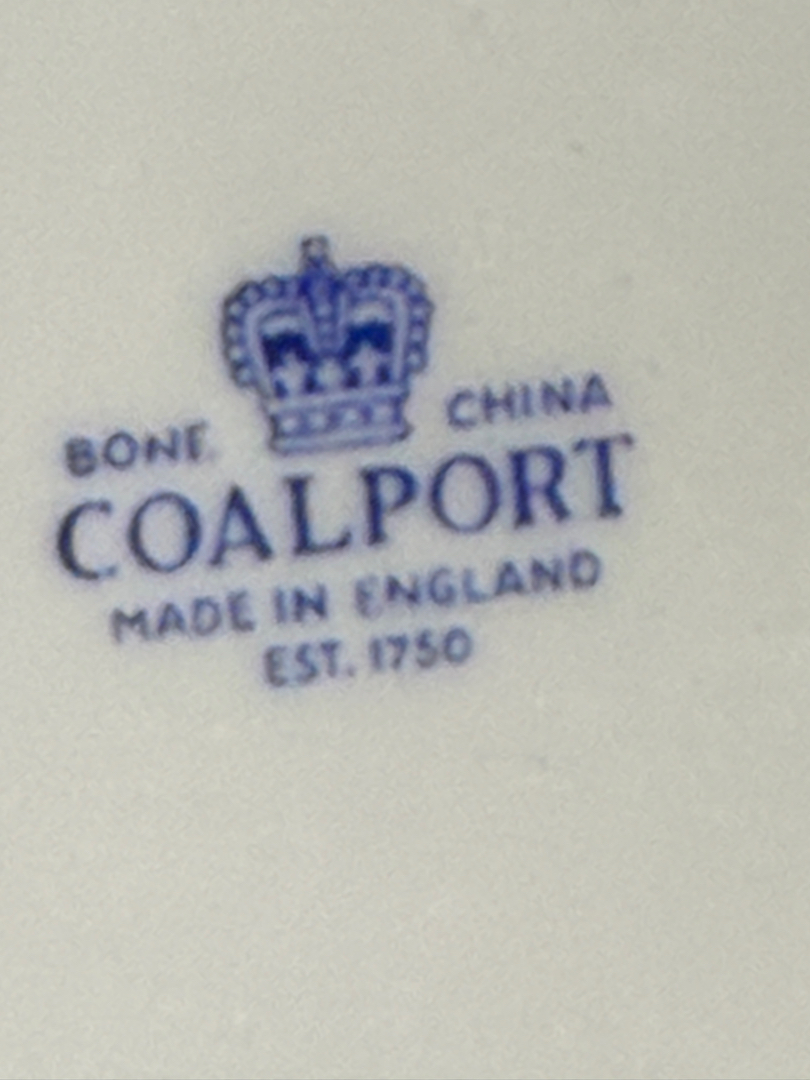 BONE CHINA
COALPORT
MADE IN ENGLAND
EST. 1750